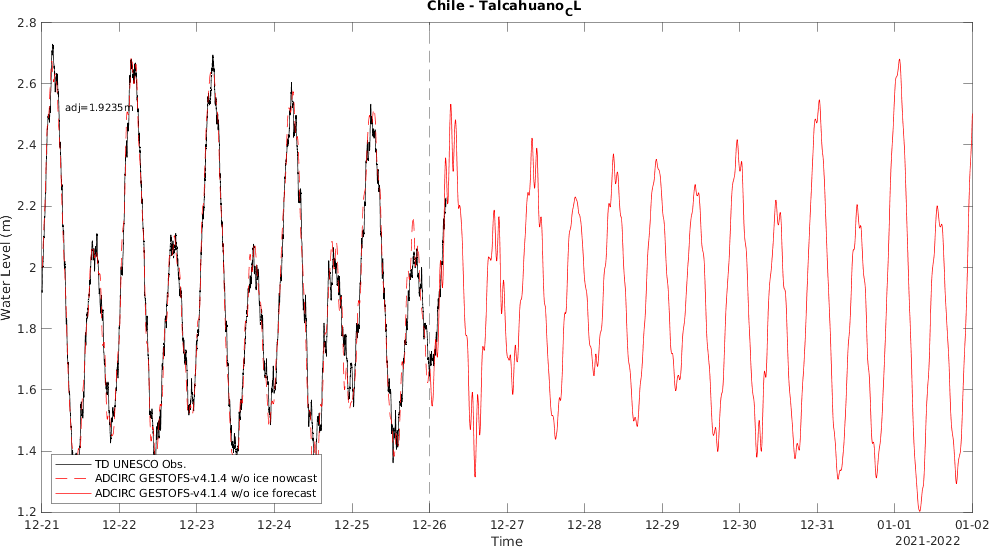 Chile - Talcahuano_CL
2.8
2.6
2.4
2.2
2
1.8
1.6
1.4
1.2
Water Level (m)
adj=1.9235m
TD UNESCO Obs.
ADCIRC GESTOFS-v4.1.4 w/o ice nowcast
ADCIRC GESTOFS-v4.1.4 w/o ice forecast
12-21 12-22 12-23 12-24 12-25 12-26 12-27 12-28 12-29 12-30 12-31 01-01 01-02
Time
2021-2022